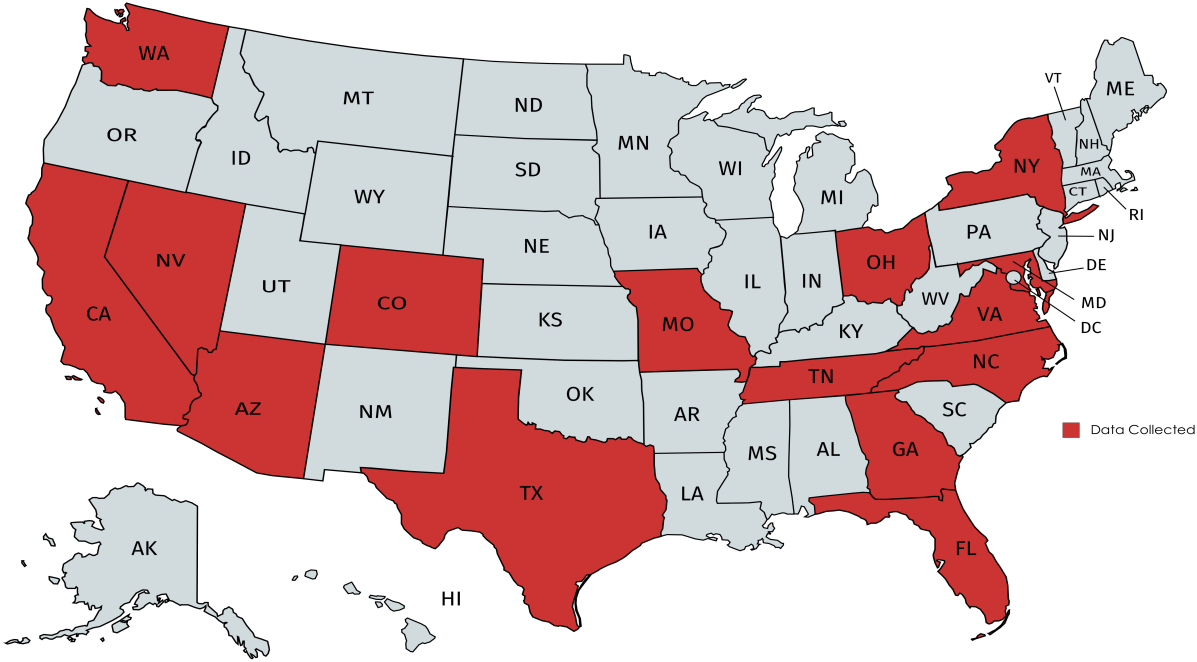 WA
MT
ND
MN
ME
VT
OR
ID
SD
WI
NH
NY
MA
WY
MI
CT
RI
IA
PA
NJ
NE
NV
OH
DE
UT
CO
IL
IN
WV
MD
CA
KS
MO
KY
VA
DC
TN
NC
AZ
NM
OK
AR
SC
Data Collected
MS
AL
GA
TX
LA
AK
FL
HI